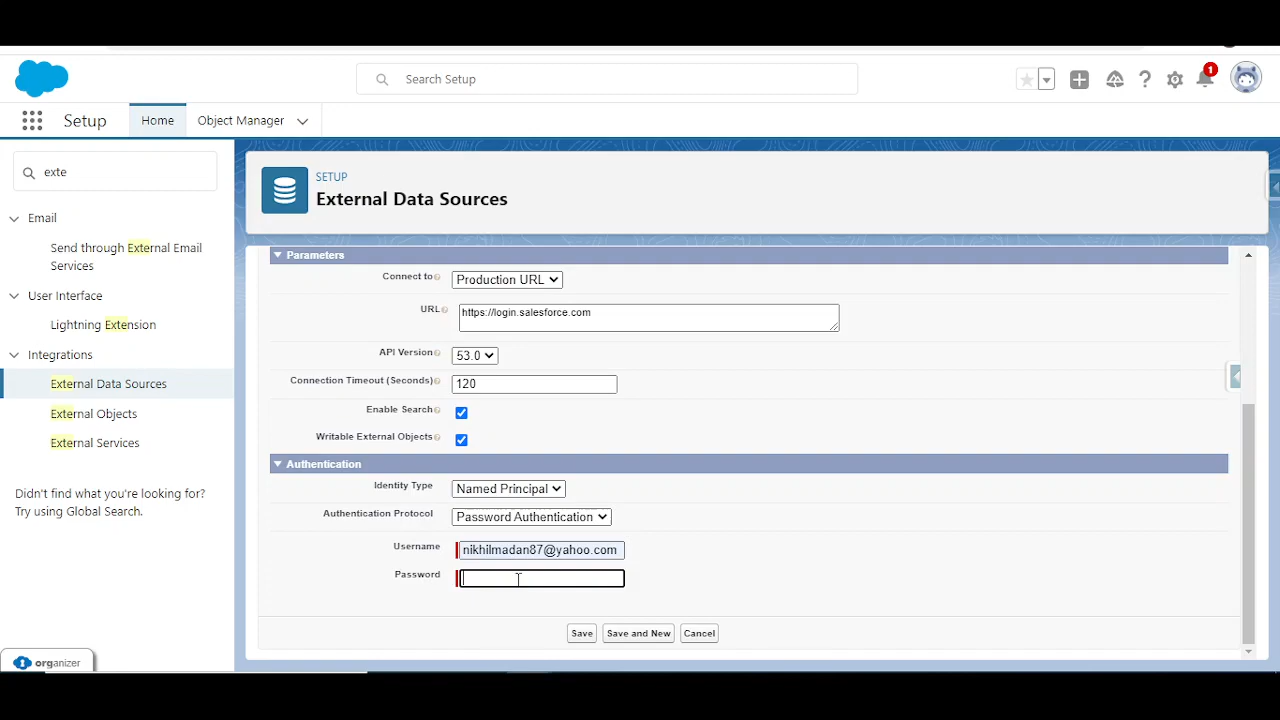 Search Setup
1
Setup
Home
Object Manager
exte
Email
Send through External Email
Services
User Interface
Lightning Extension
Integrations
External Data Sources
External Objects
External Services
Didn't find what you're looking for?
Try using Global Search.
organizer
SETUP
External Data Sources
Parameters
Connect to
Production URL
URL
https://login.salesforce.com
API Version
53.0
Connection Timeout (Seconds)
120
Enable Search
Writable External Objects
Authentication
Identity Type
Named Principal
Authentication Protocol
Password Authentication
Username
nikhilmadan87@yahoo.com
Password
Save
Save and New
Cancel